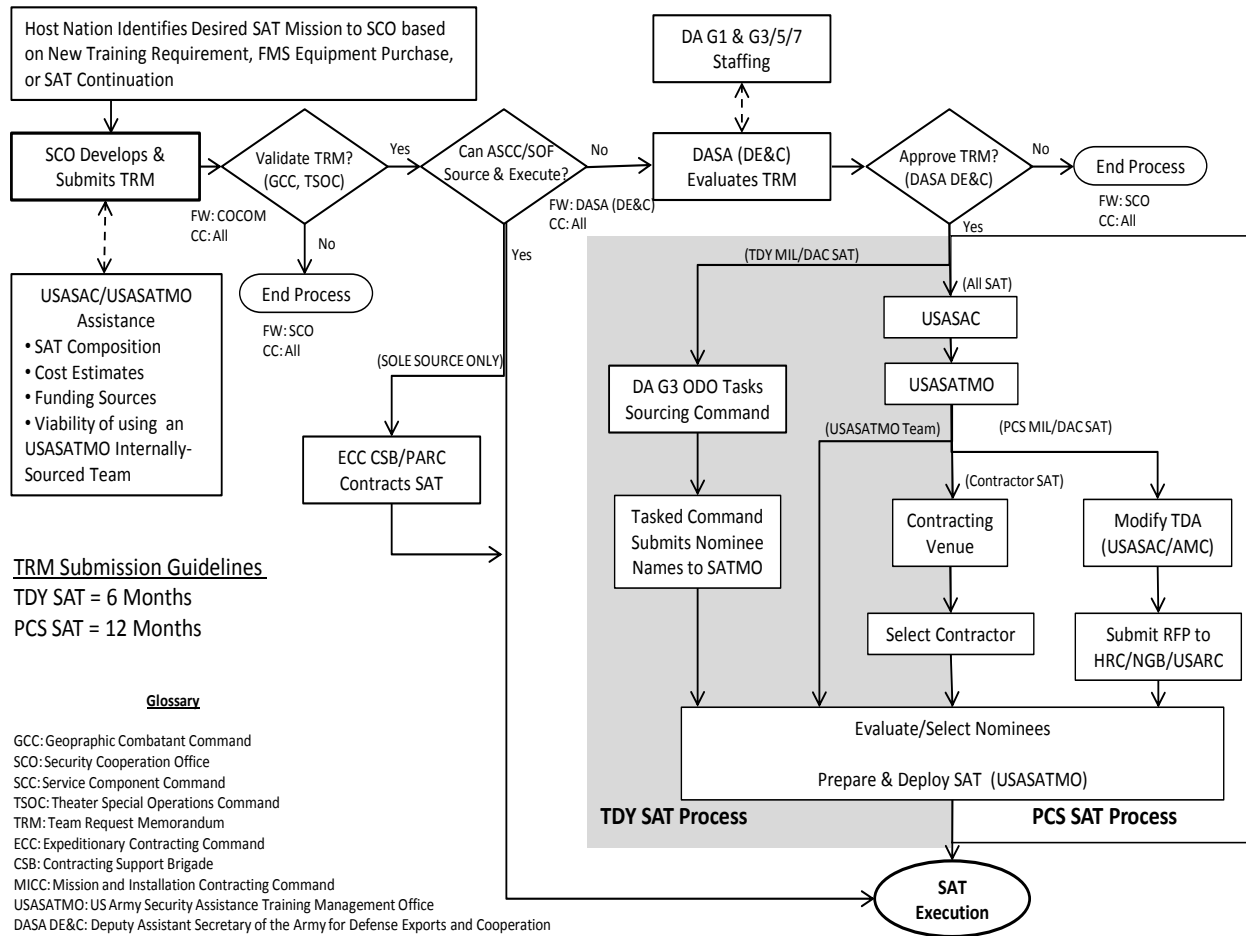 Host Nation Identifies Desired SAT Mission to SCO based
on New Training Requirement, FMS Equipment Purchase,
or SAT Continuation
DA G1 & G3/5/7
Staffing
SCO Develops &
Submits TRM
Validate TRM?
(GCC, TSOC)
Yes
Can ASCC/SOF
Source & Execute?
No
DASA (DE&C)
Evaluates TRM
Approve TRM?
(DASA DE&C)
No
End Process
FW: COCOM
CC: All
FW: DASA (DE&C)
CC: All
FW: SCO
CC: All
No
Yes
Yes
End Process
FW: SCO
CC: All
USASAC/USASATMO
Assistance
• SAT Composition
• Cost Estimates
• Funding Sources
• Viability of using an
USASATMO Internally-
Sourced Team
(SOLE SOURCE ONLY)
ECC CSB/PARC
Contracts SAT
(TDY MIL/DAC SAT)
(All SAT)
USASAC
USASATMO
DA G3 ODO Tasks
Sourcing Command
(USASATMO Team)
(PCS MIL/DAC SAT)
(Contractor SAT)
Tasked Command
Submits Nominee
Names to SATMO
Contracting
Venue
Modify TDA
(USASAC/AMC)
Select Contractor
Submit RFP to
HRC/NGB/USARC
Evaluate/Select Nominees
Prepare & Deploy SAT (USASATMO)
TDY SAT Process
PCS SAT Process
SAT
Execution
TRM Submission Guidelines
TDY SAT = 6 Months
PCS SAT = 12 Months
Glossary
GCC: Geopraphic Combatant Command
SCO: Security Cooperation Office
SCC: Service Component Command
TSOC: Theater Special Operations Command
TRM: Team Request Memorandum
ECC: Expeditionary Contracting Command
CSB: Contracting Support Brigade
MICC: Mission and Installation Contracting Command
USASATMO: US Army Security Assistance Training Management Office
DASA DE&C: Deputy Assistant Secretary of the Army for Defense Exports and Cooperation